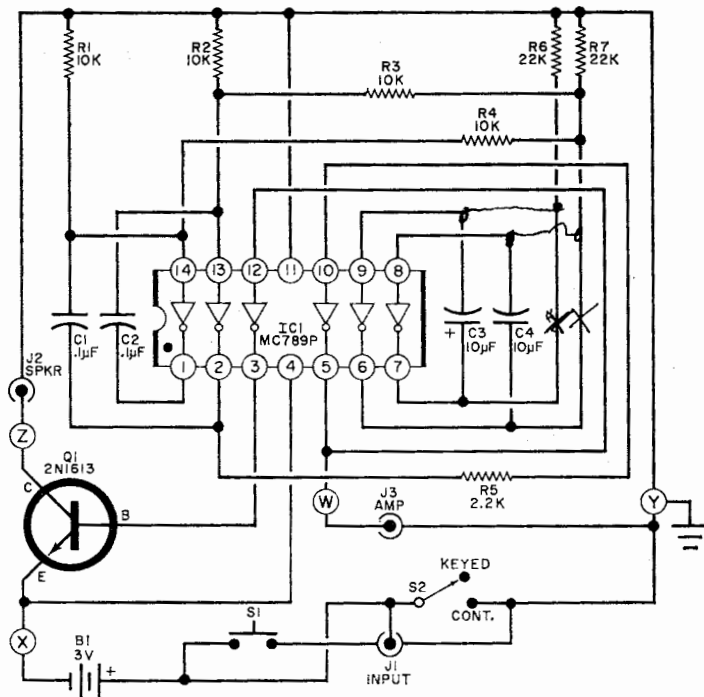 R1
10K
R2
10K
R3
10K
R6
22K
R7
22K
R4
10K
14
13
12
11
10
9
8
C1
.1µF
C2
.1µF
IC1
MC789P
+
C3
10µF
C4
10µF
1
2
3
4
5
6
7
J2
SPKR
Z
Q1
2N1613
C
B
E
W
J3
AMP
R5
2.2K
Y
KEYED
S2
CONT.
S1
X
B1
3V
+
J1
INPUT